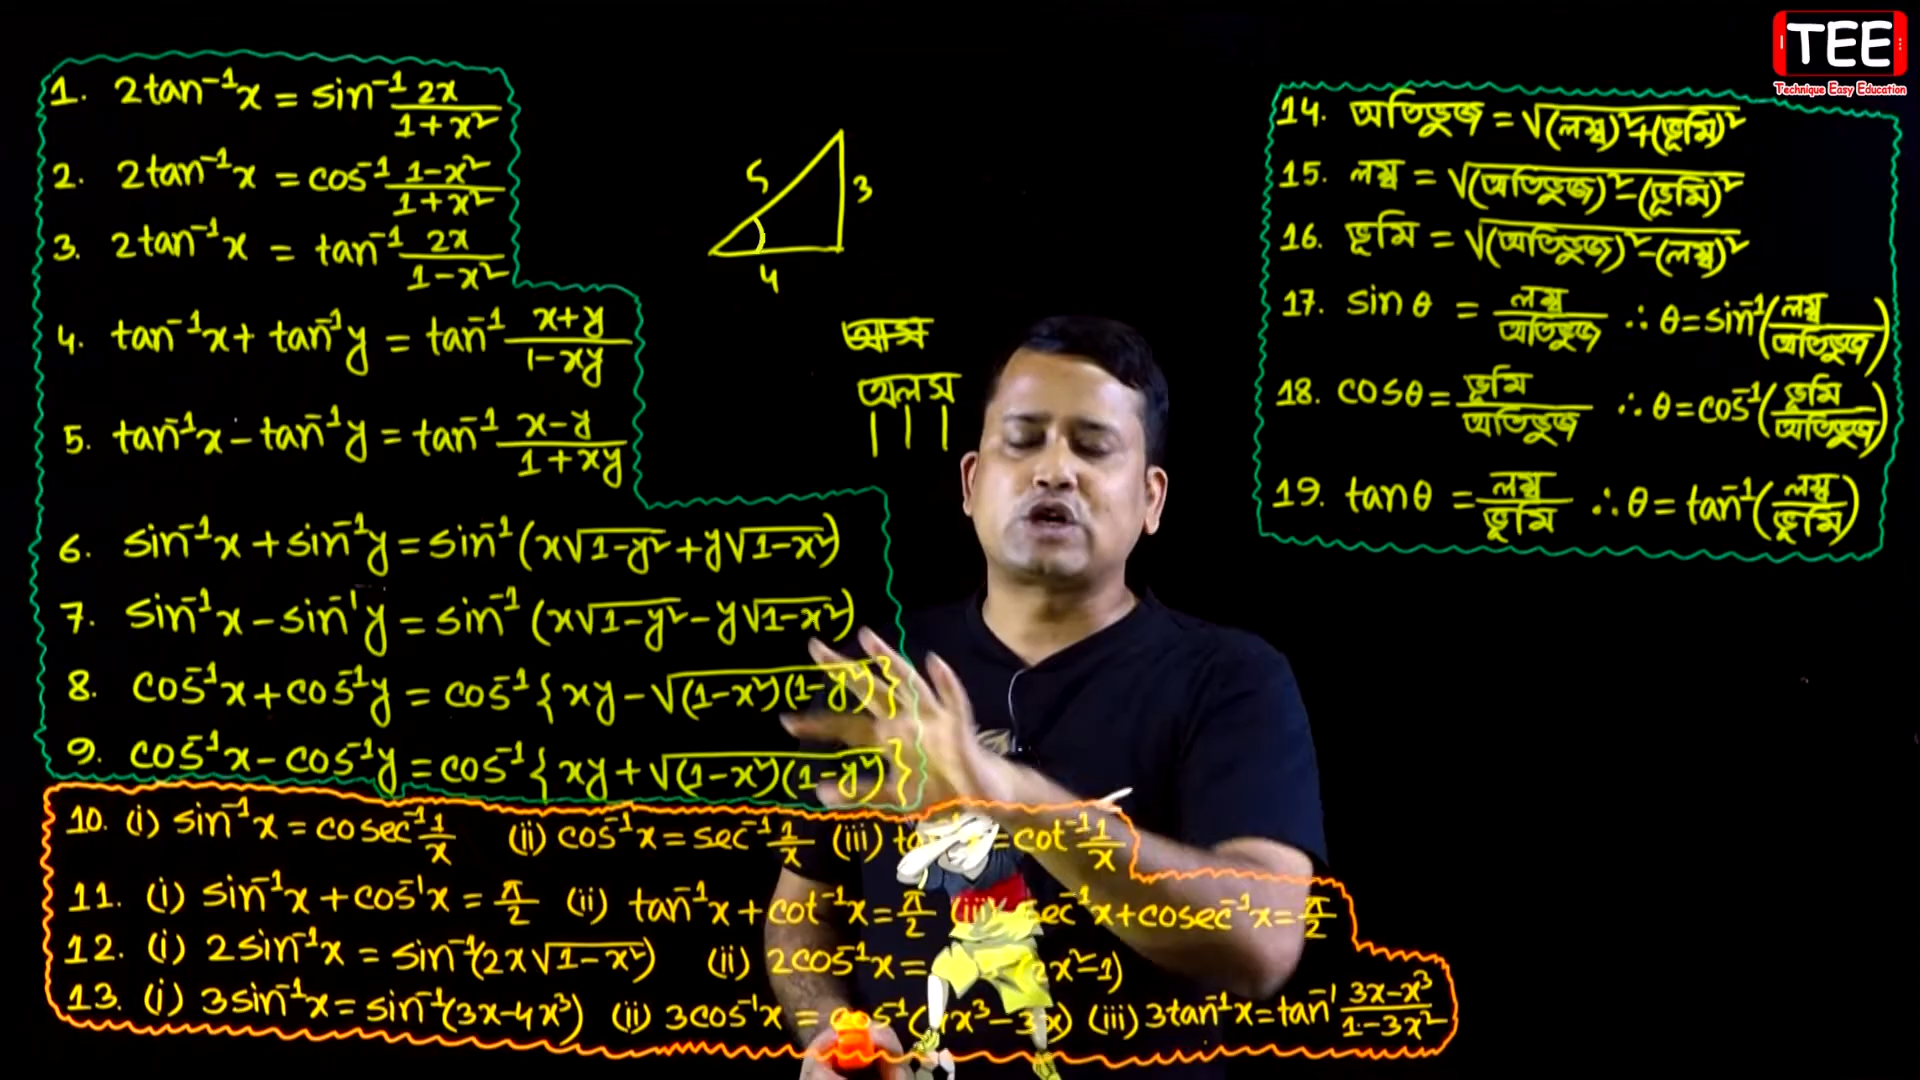 TEE
Technique Easy Education
1. 2tan⁻¹x = sin⁻¹ 2x/(1+x²)
2. 2tan⁻¹x = cos⁻¹ (1-x²)/(1+x²)
3. 2tan⁻¹x = tan⁻¹ 2x/(1-x²)
4. tan⁻¹x + tan⁻¹y = tan⁻¹ (x+y)/(1-xy)
5. tan⁻¹x - tan⁻¹y = tan⁻¹ (x-y)/(1+xy)
6. sin⁻¹x + sin⁻¹y = sin⁻¹(x√(1-y²) + y√(1-x²))
7. sin⁻¹x - sin⁻¹y = sin⁻¹(x√(1-y²) - y√(1-x²))
8. cos⁻¹x + cos⁻¹y = cos⁻¹{xy - √((1-x²)(1-y²))}
9. cos⁻¹x - cos⁻¹y = cos⁻¹{xy + √((1-x²)(1-y²))}
10. (i) sin⁻¹x = cosec⁻¹ 1/x (ii) cos⁻¹x = sec⁻¹ 1/x (iii) = cot⁻¹ 1/x
11. (i) sin⁻¹x + cos⁻¹x = π/2 (ii) tan⁻¹x + cot⁻¹x = π/2 (iii) sec⁻¹x + cosec⁻¹x = π/2
12. (i) 2sin⁻¹x = sin⁻¹(2x√(1-x²)) (ii) 2cos⁻¹x = 2x²-1)
13. (i) 3sin⁻¹x = sin⁻¹(3x-4x³) (ii) 3cos⁻¹x = cos⁻¹(4x³-3x) (iii) 3tan⁻¹x = tan⁻¹ (3x-x³)/(1-3x²)
5
3
4
অলস
14. অতিভুজ = √((লম্ব)²+(ভূমি)²)
15. লম্ব = √((অতিভুজ)²-(ভূমি)²)
16. ভূমি = √((অতিভুজ)²-(লম্ব)²)
17. sinθ = লম্ব/অতিভুজ ∴ θ = sin⁻¹(লম্ব/অতিভুজ)
18. cosθ = ভূমি/অতিভুজ ∴ θ = cos⁻¹(ভূমি/অতিভুজ)
19. tanθ = লম্ব/ভূমি ∴ θ = tan⁻¹(লম্ব/ভূমি)